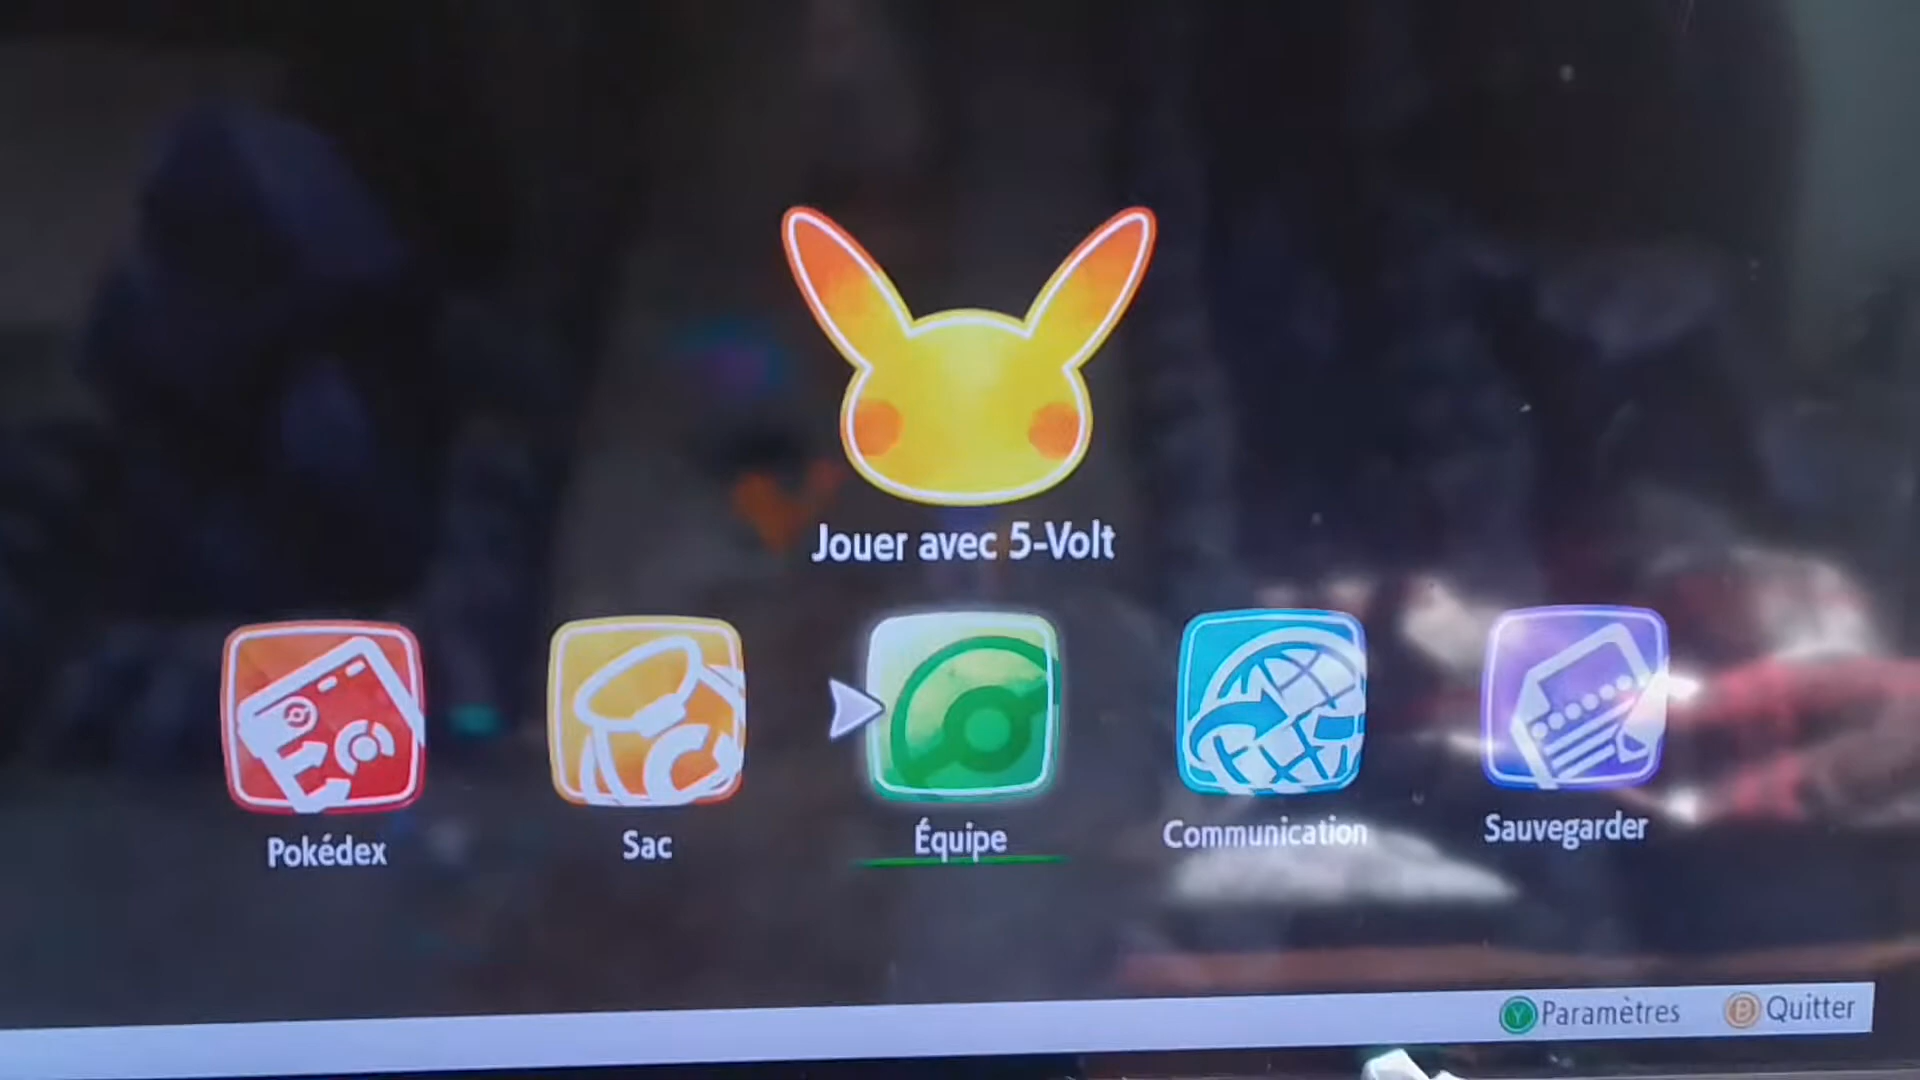 Jouer avec 5-Volt
Pokédex
Sac
Équipe
Communication
Sauvegarder
Y Paramètres
B Quitter